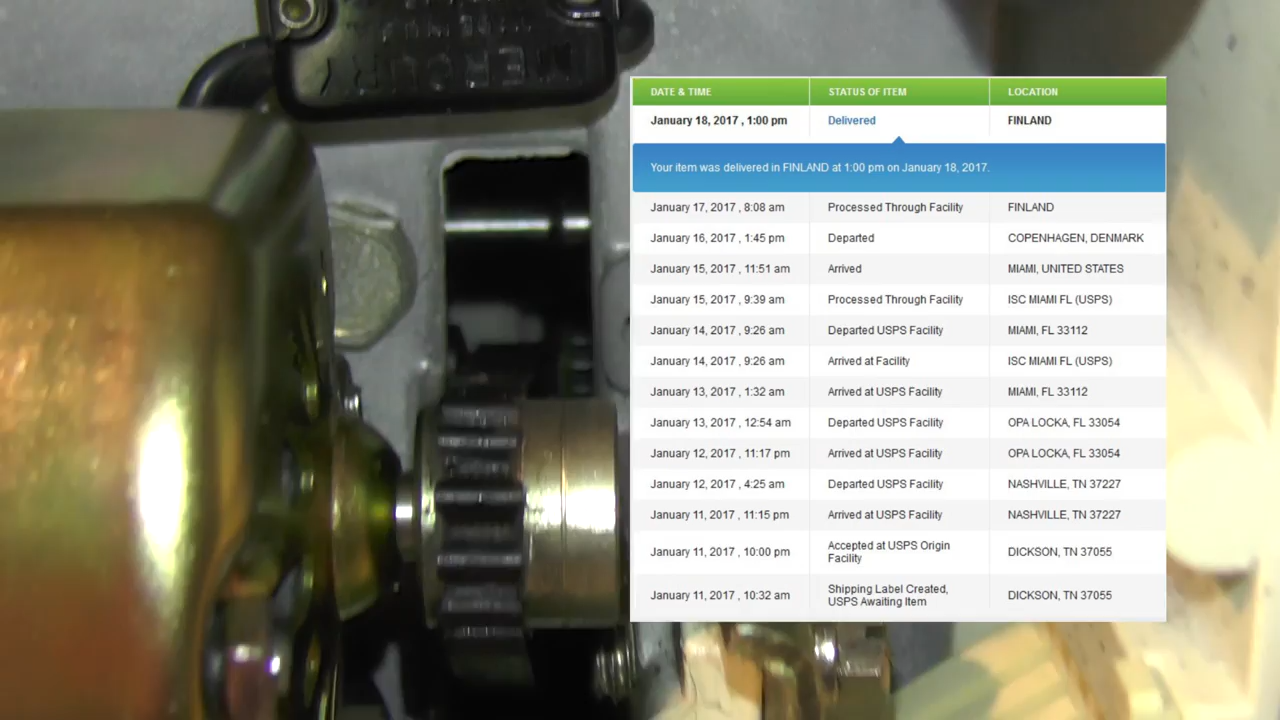 MERCURY
DATE & TIME STATUS OF ITEM LOCATION
January 18, 2017 , 1:00 pm Delivered FINLAND
Your item was delivered in FINLAND at 1:00 pm on January 18, 2017.
January 17, 2017 , 8:08 am Processed Through Facility FINLAND
January 16, 2017 , 1:45 pm Departed COPENHAGEN, DENMARK
January 15, 2017 , 11:51 am Arrived MIAMI, UNITED STATES
January 15, 2017 , 9:39 am Processed Through Facility ISC MIAMI FL (USPS)
January 14, 2017 , 9:26 am Departed USPS Facility MIAMI, FL 33112
January 14, 2017 , 9:26 am Arrived at Facility ISC MIAMI FL (USPS)
January 13, 2017 , 1:32 am Arrived at USPS Facility MIAMI, FL 33112
January 13, 2017 , 12:54 am Departed USPS Facility OPA LOCKA, FL 33054
January 12, 2017 , 11:17 pm Arrived at USPS Facility OPA LOCKA, FL 33054
January 12, 2017 , 4:25 am Departed USPS Facility NASHVILLE, TN 37227
January 11, 2017 , 11:15 pm Arrived at USPS Facility NASHVILLE, TN 37227
January 11, 2017 , 10:00 pm Accepted at USPS Origin DICKSON, TN 37055
Facility
January 11, 2017 , 10:32 am Shipping Label Created, DICKSON, TN 37055
USPS Awaiting Item